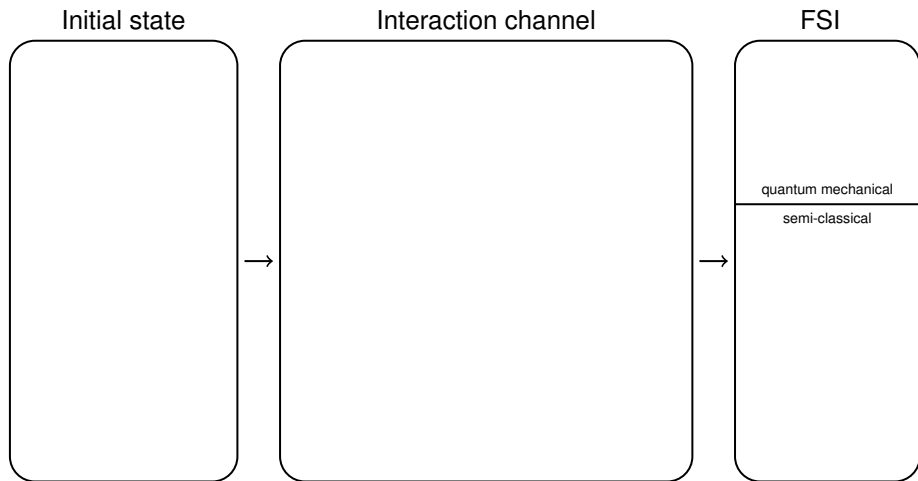 Initial state
Interaction channel
FSI
quantum mechanical
semi-classical